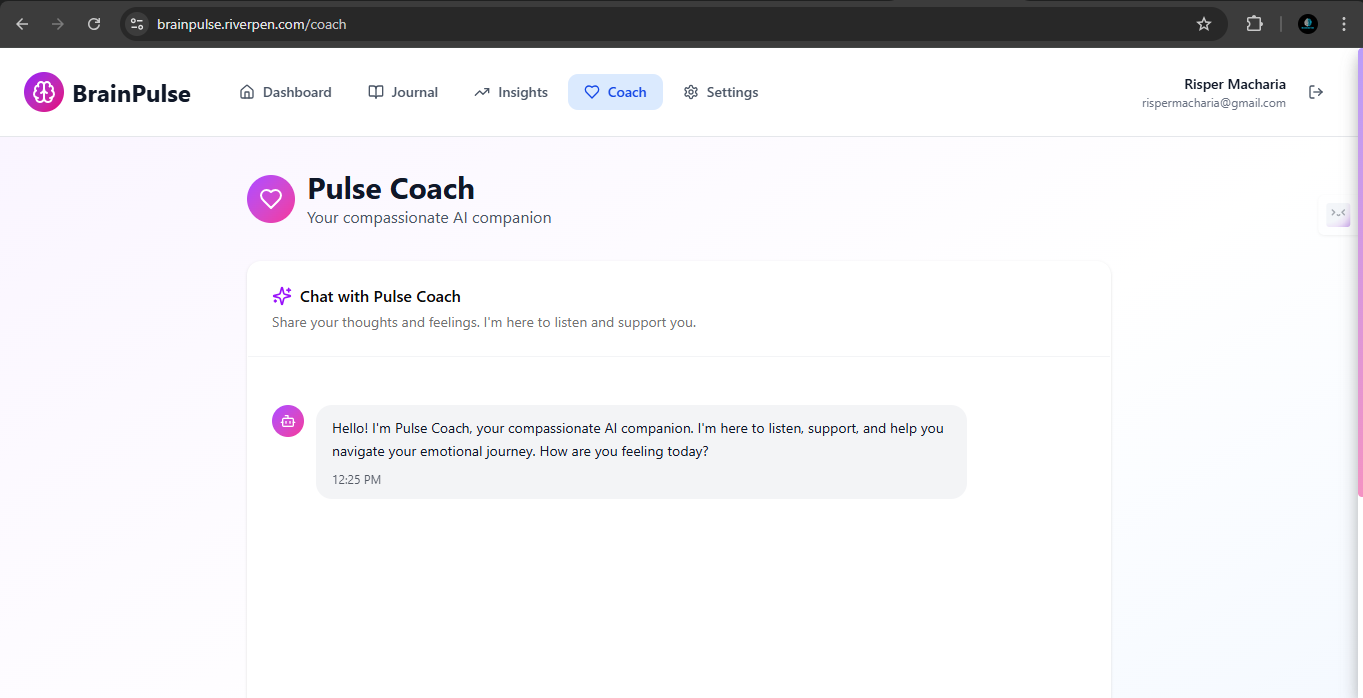 brainpulse.riverpen.com/coach
BrainPulse
Dashboard
Journal
Insights
Coach
Settings
Risper Macharia
rispermacharia@gmail.com
Pulse Coach
Your compassionate AI companion
Chat with Pulse Coach
Share your thoughts and feelings. I'm here to listen and support you.
Hello! I'm Pulse Coach, your compassionate AI companion. I'm here to listen, support, and help you
navigate your emotional journey. How are you feeling today?
12:25 PM